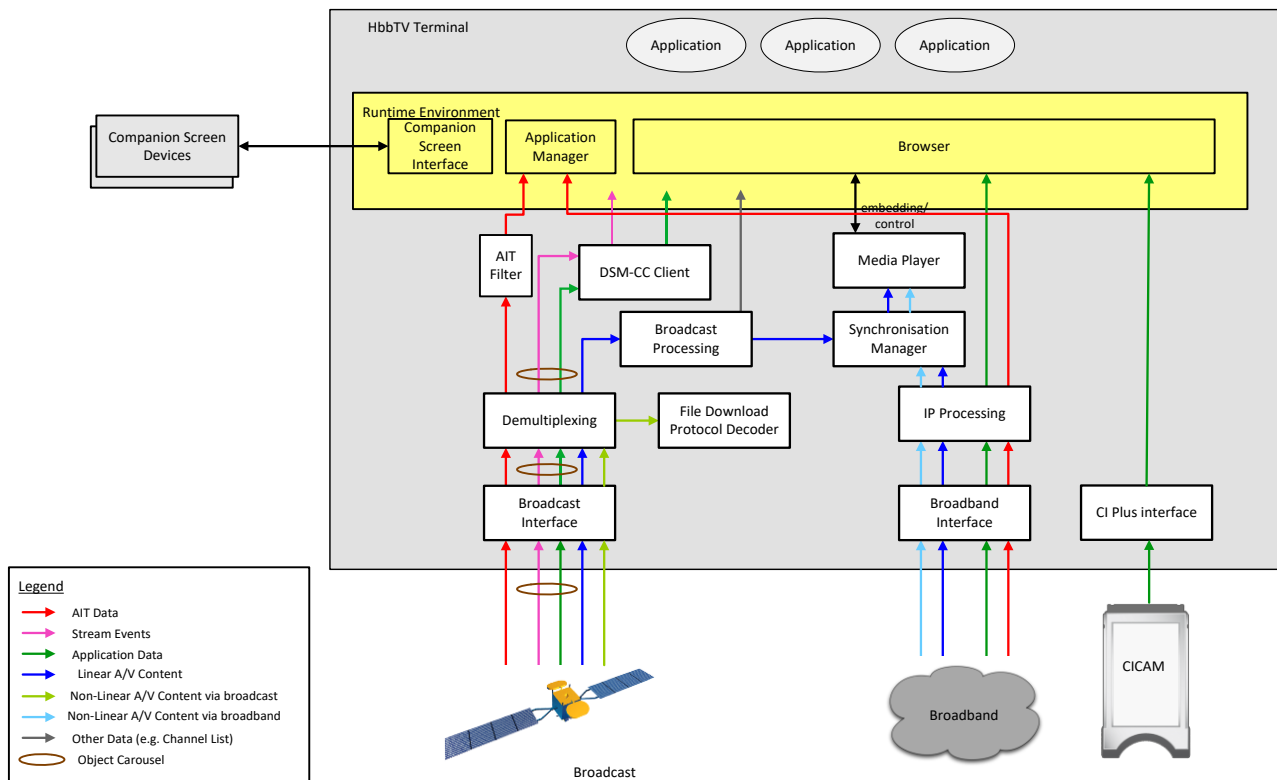 HbbTV Terminal
Application
Application
Application
Runtime Environment
Companion Screen
Devices
Companion
Screen
Interface
Application
Manager
Browser
embedding/
control
AIT
Filter
DSM-CC Client
Media Player
Broadcast
Processing
Synchronisation
Manager
Demultiplexing
File Download
Protocol Decoder
IP Processing
Broadcast
Interface
Broadband
Interface
CI Plus interface
Legend
AIT Data
Stream Events
Application Data
Linear A/V Content
Non-Linear A/V Content via broadcast
Non-Linear A/V Content via broadband
Other Data (e.g. Channel List)
Object Carousel
Broadcast
Broadband
CICAM